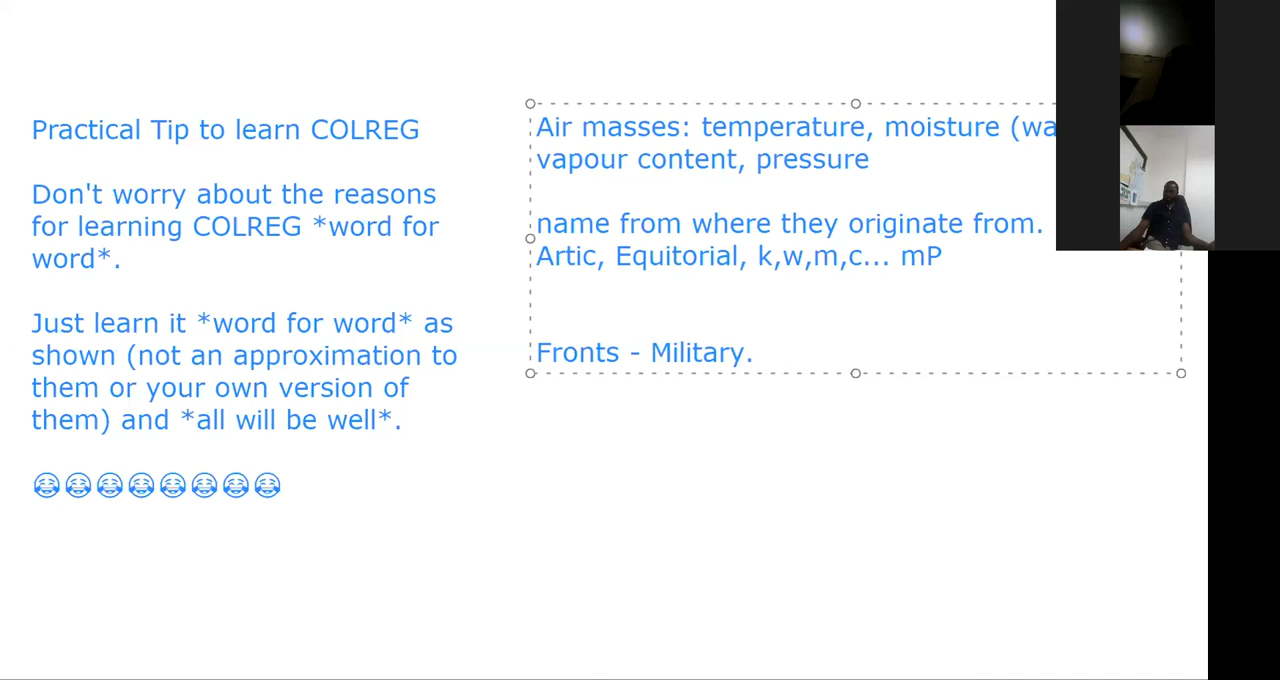 Practical Tip to learn COLREG
Don't worry about the reasons
for learning COLREG *word for
word*.
Just learn it *word for word* as
shown (not an approximation to
them or your own version of
them) and *all will be well*.
😂😂😂😂😂😂😂😂
Air masses: temperature, moisture (wa
vapour content, pressure
name from where they originate from.
Artic, Equitorial, k,w,m,c... mP
Fronts - Military.